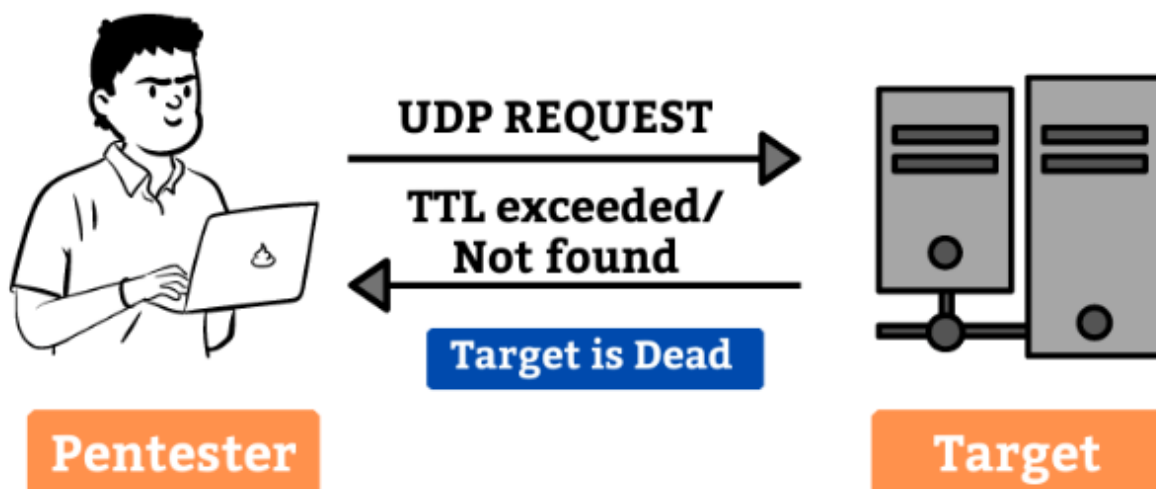 UDP REQUEST
TTL exceeded/
Not found
Target is Dead
Pentester
Target